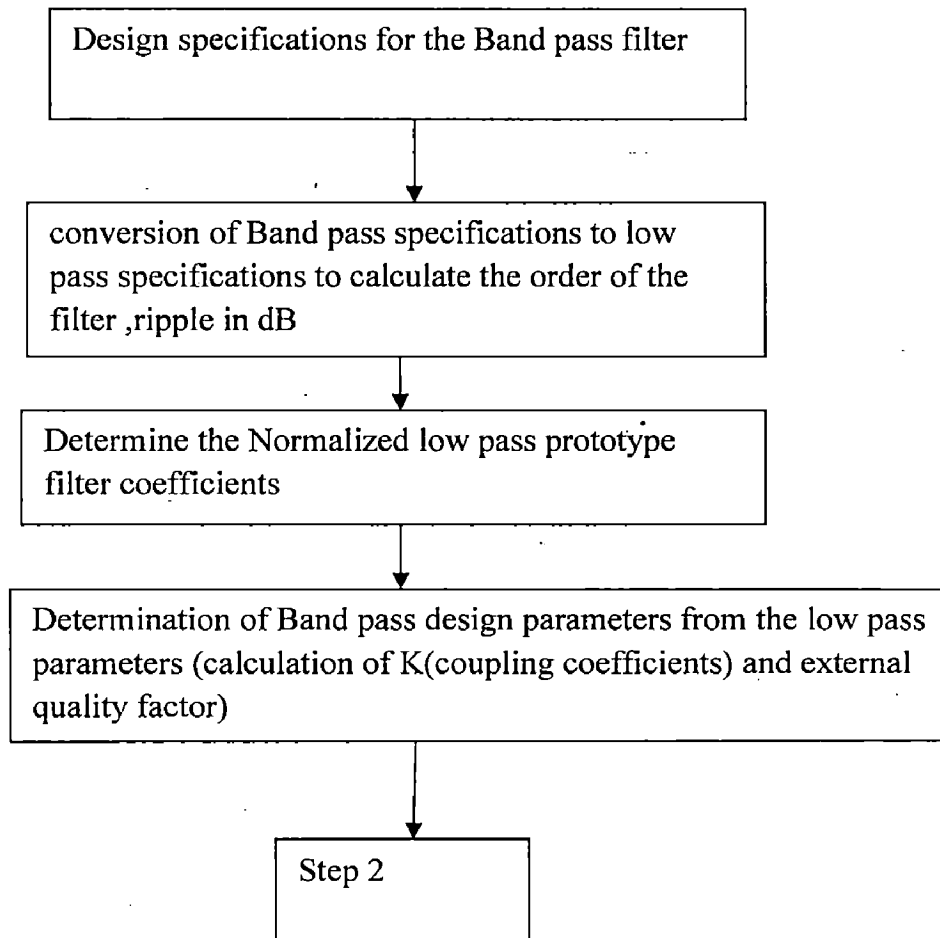 Design specifications for the Band pass filter
conversion of Band pass specifications to low
pass specifications to calculate the order of the
filter ,ripple in dB
Determine the Normalized low pass prototype
filter coefficients
Determination of Band pass design parameters from the low pass
parameters (calculation of K(coupling coefficients) and external
quality factor)
Step 2